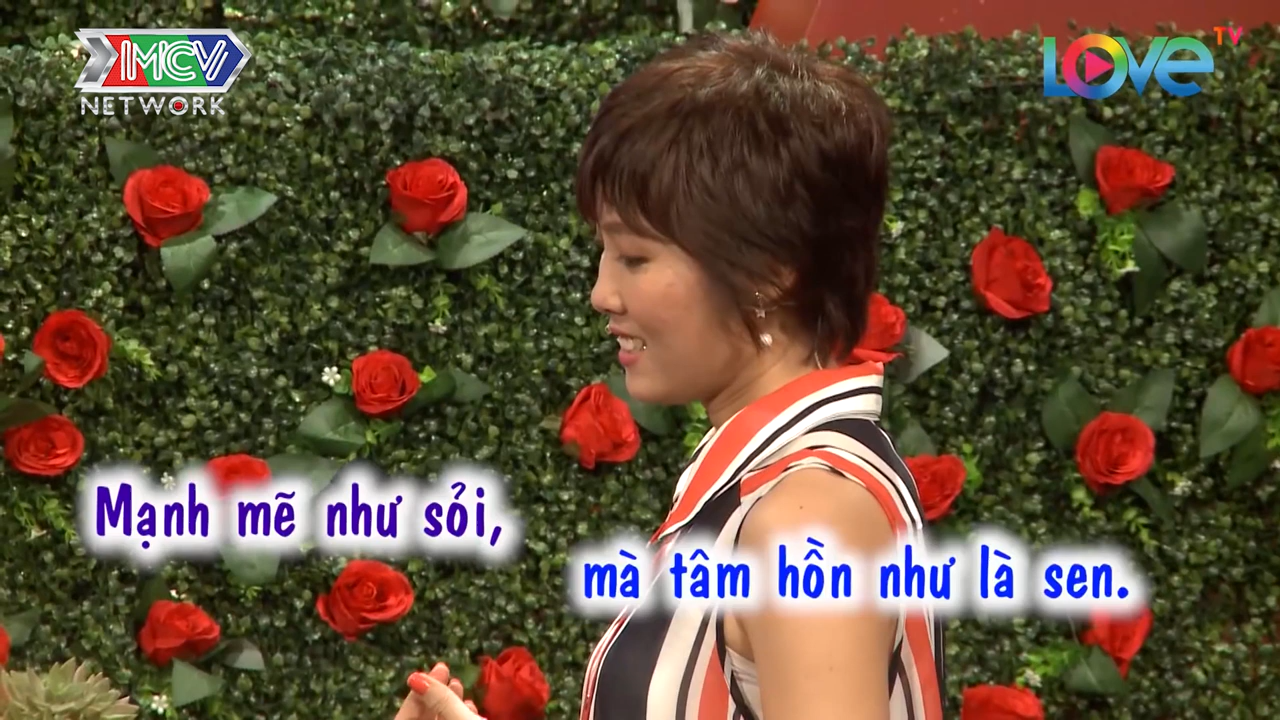 MCV
NETWORK
LOVE TV
Mạnh mẽ như sỏi,
mà tâm hồn như là sen.